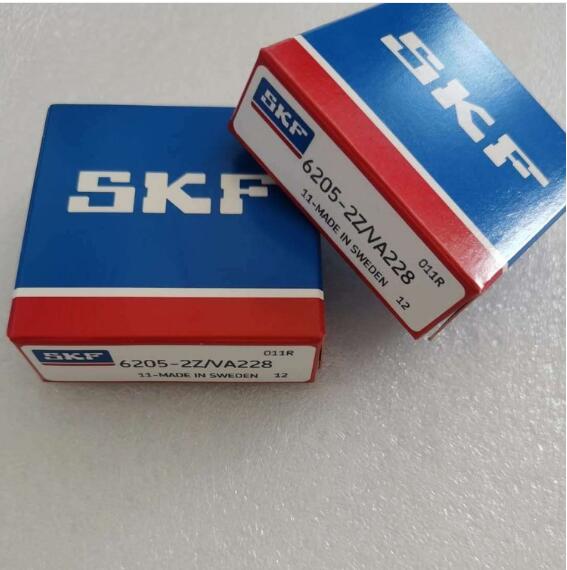 SKF
SKF
011R
6205-2Z/VA228
11-MADE IN SWEDEN 12
SKF
SKF
6205-2Z/VA228
011R
11-MADE IN SWEDEN 12